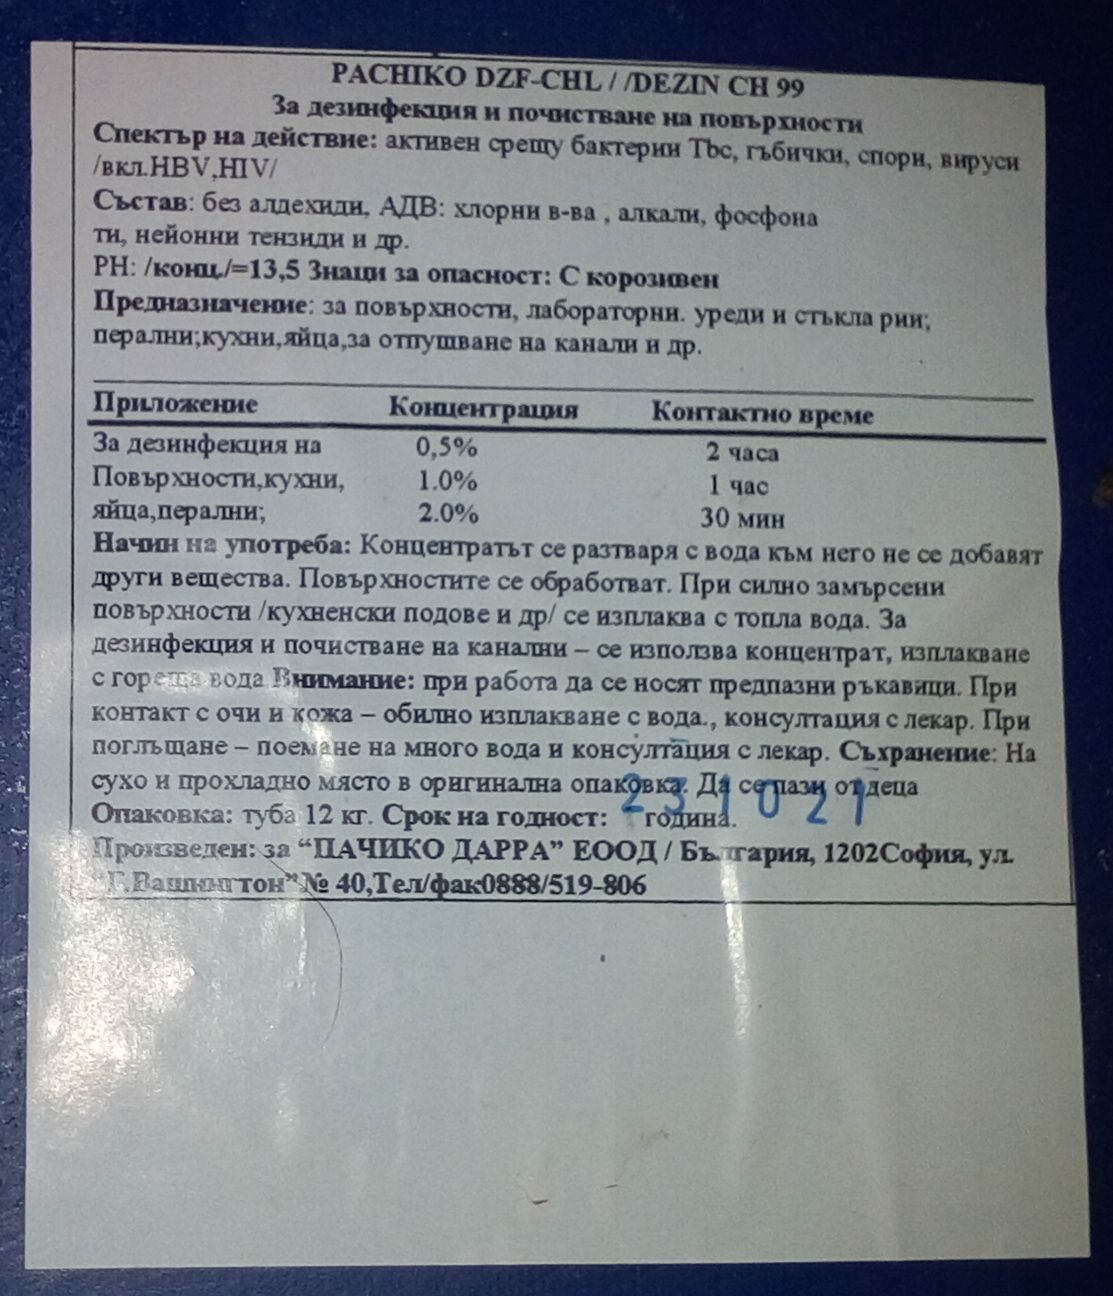 PACHIKO DZF-CHL / /DEZIN CH 99
За дезинфекция и почистване на повърхности
Спектър на действие: активен срещу бактерии Tbc, гъбички, спори, вируси
/вкл.HBV,HIV/
Състав: без алдехиди, АДВ: хлорни в-ва , алкали, фосфона
ти, нейонни тензиди и др.
PH: /конц./=13,5 Знаци за опасност: С корозивен
Предназначение: за повърхности, лабораторни. уреди и стъкла рии;
перални;кухни,яйца,за отпушване на канали и др.
Приложение Концентрация Контактно време
За дезинфекция на 0,5% 2 часа
Повърхности,кухни, 1.0% 1 час
яйца,перални; 2.0% 30 мин
Начин на употреба: Концентратът се разтваря с вода към него не се добавят
други вещества. Повърхностите се обработват. При силно замърсени
повърхности /кухненски подове и др/ се изплаква с топла вода. За
дезинфекция и почистване на канални – се използва концентрат, изплакване
с гореща вода Внимание: при работа да се носят предпазни ръкавици. При
контакт с очи и кожа – обилно изплакване с вода., консултация с лекар. При
поглъщане – поемане на много вода и консултация с лекар. Съхранение: На
сухо и прохладно място в оригинална опаковка. Да се пази от деца
231021
Опаковка: туба 12 кг. Срок на годност: година.
Произведен: за “ПАЧИКО ДАРРА” ЕООД / България, 1202София, ул.
“Г.Вашингтон”№ 40,Тел/фак0888/519-806